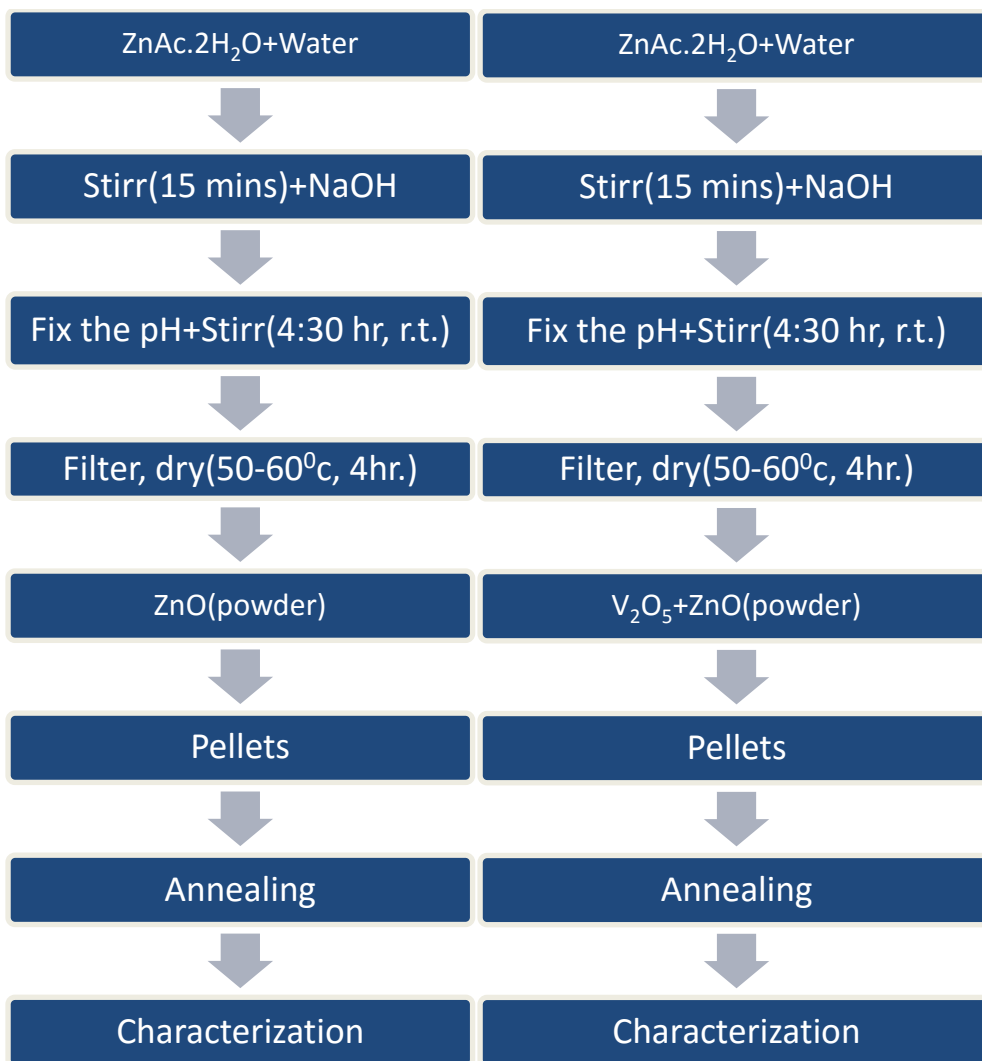 ZnAc.2H₂O+Water
Stirr(15 mins)+NaOH
Fix the pH+Stirr(4:30 hr, r.t.)
Filter, dry(50-60⁰c, 4hr.)
ZnO(powder)
Pellets
Annealing
Characterization
ZnAc.2H₂O+Water
Stirr(15 mins)+NaOH
Fix the pH+Stirr(4:30 hr, r.t.)
Filter, dry(50-60⁰c, 4hr.)
V₂O₅+ZnO(powder)
Pellets
Annealing
Characterization